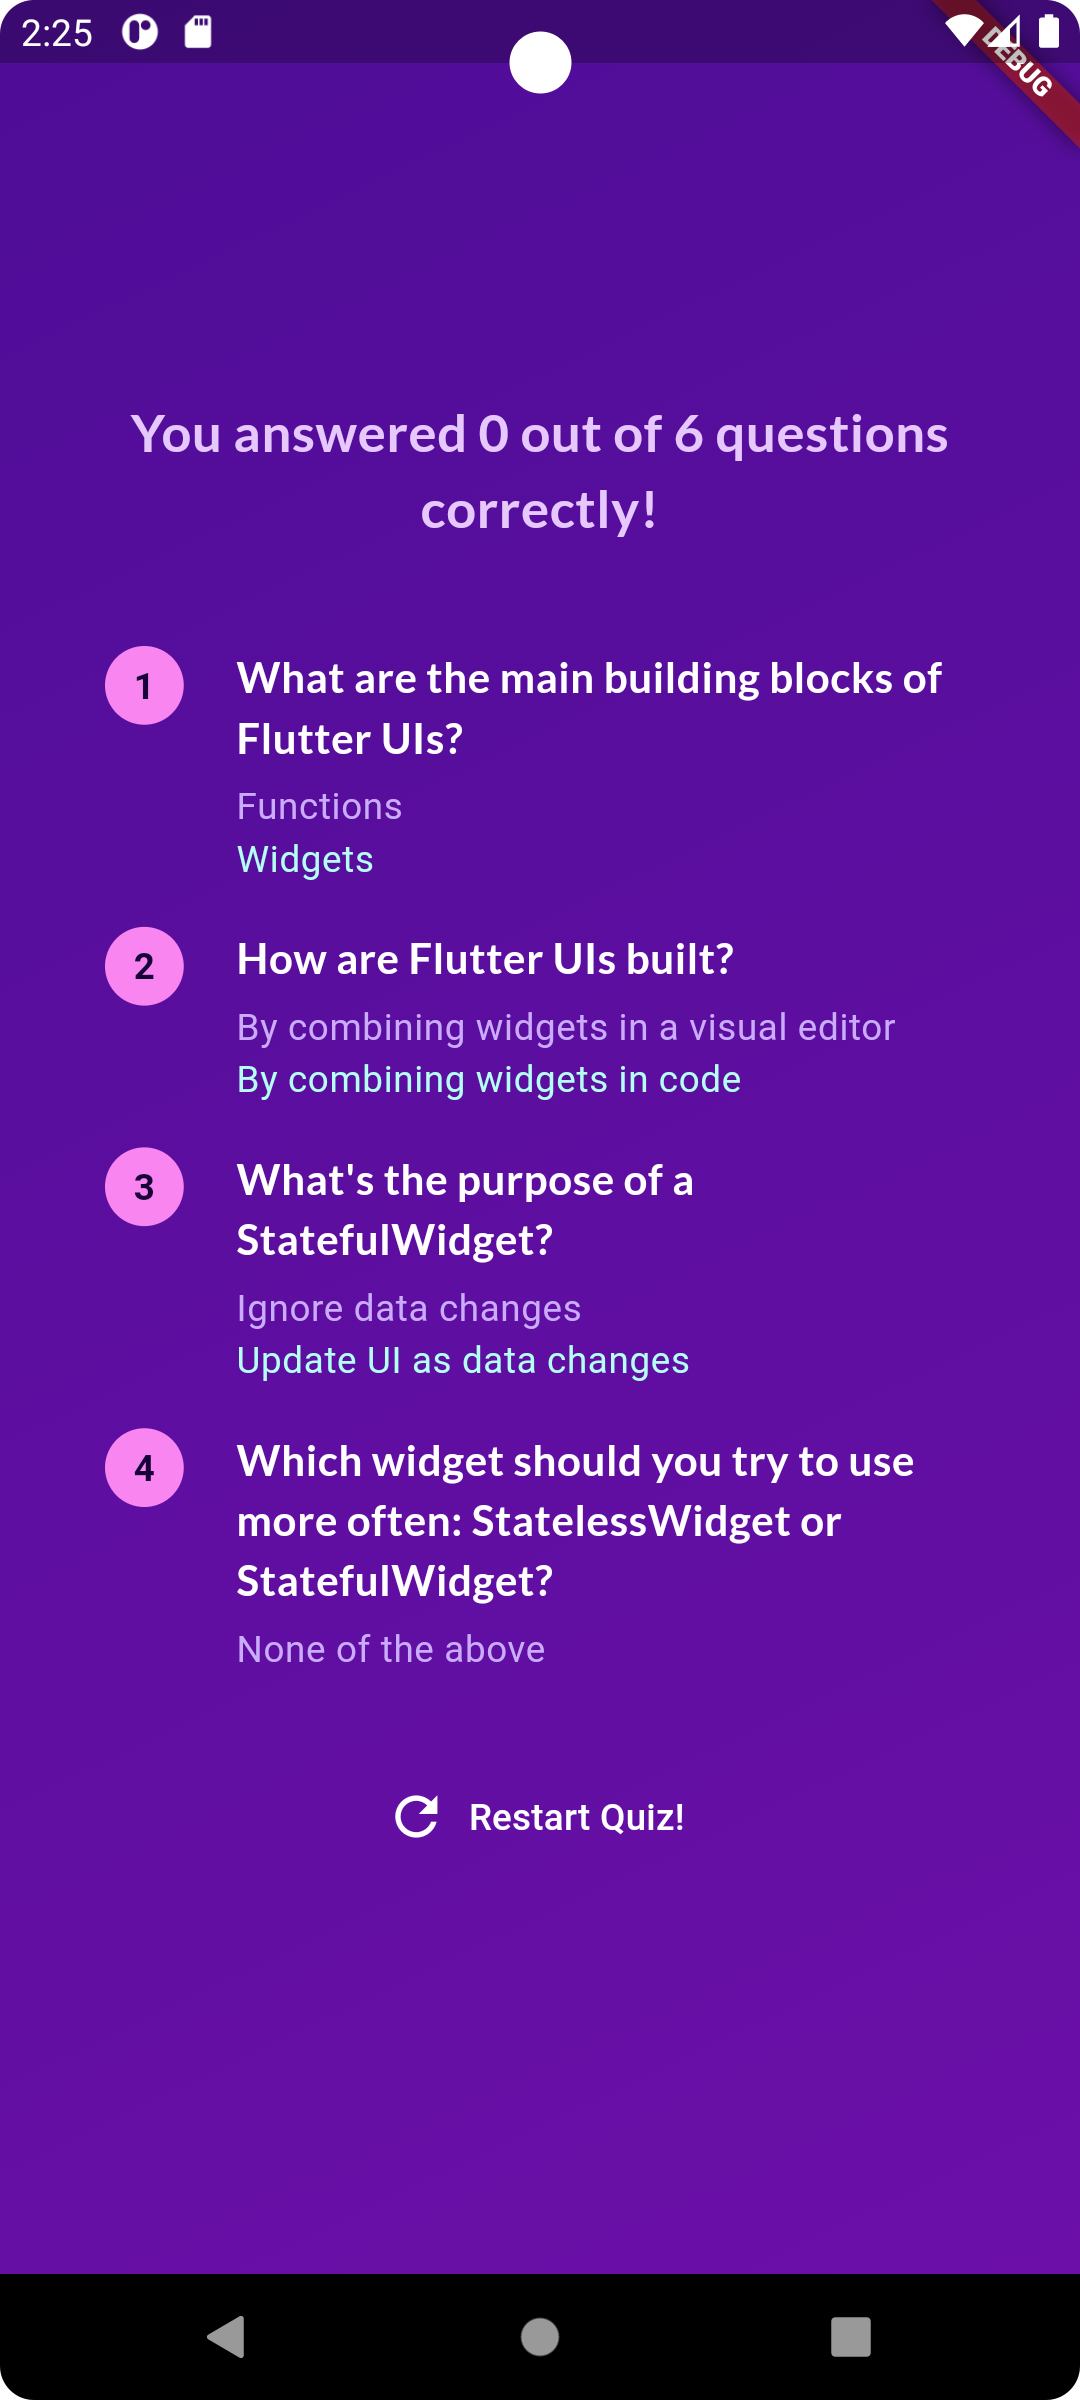 2:25
DEBUG
You answered 0 out of 6 questions
correctly!
1
What are the main building blocks of
Flutter UIs?
Functions
Widgets
2
How are Flutter UIs built?
By combining widgets in a visual editor
By combining widgets in code
3
What's the purpose of a
StatefulWidget?
Ignore data changes
Update UI as data changes
4
Which widget should you try to use
more often: StatelessWidget or
StatefulWidget?
None of the above
Restart Quiz!